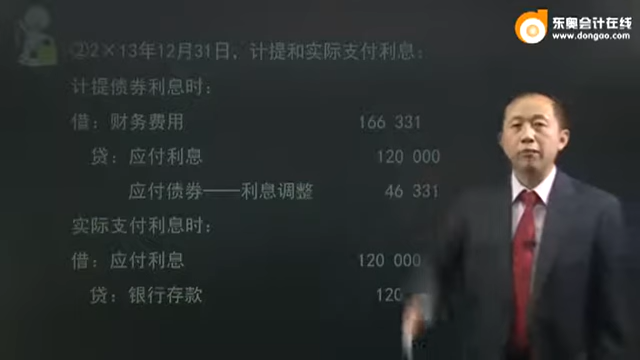 东奥会计在线
www.dongao.com
②2×13年12月31日，计提和实际支付利息：
计提债券利息时：
借：财务费用 166 331
贷：应付利息 120 000
应付债券——利息调整 46 331
实际支付利息时：
借：应付利息 120 000
贷：银行存款 120